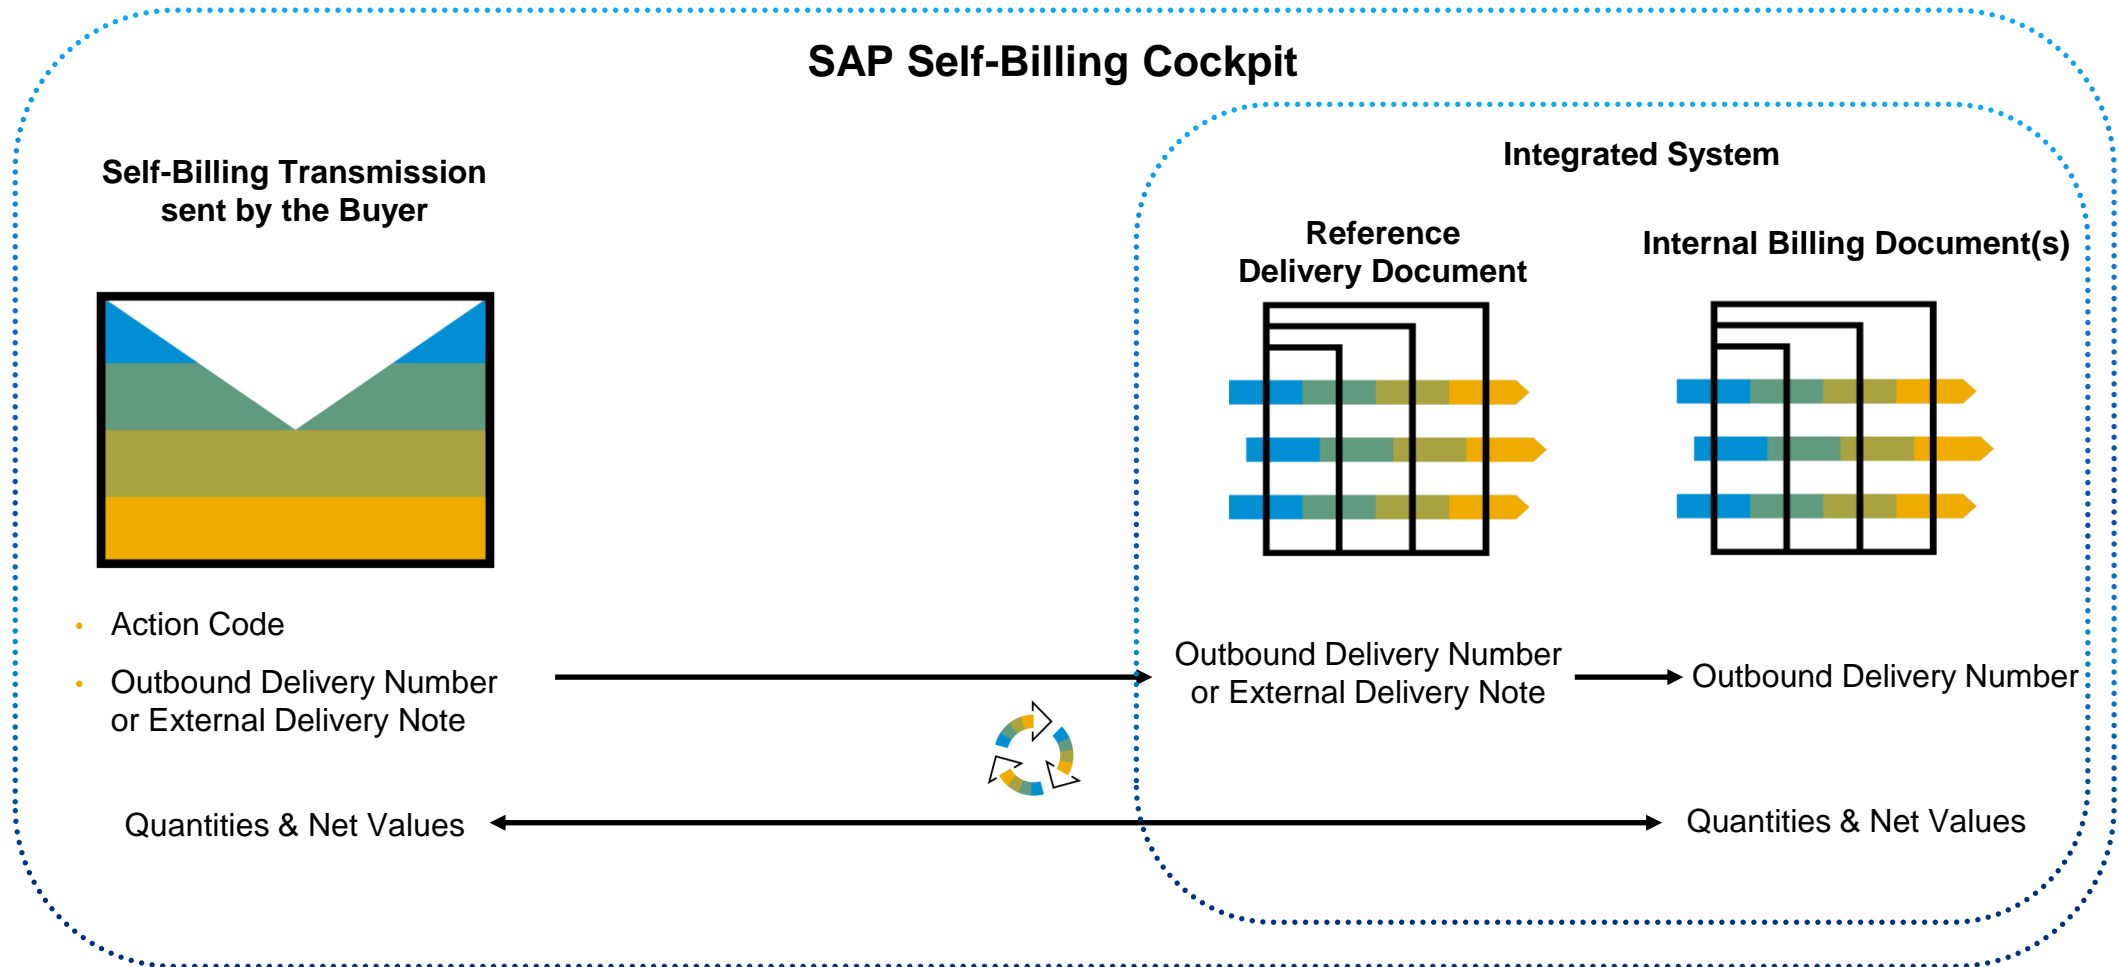 SAP Self-Billing Cockpit
Self-Billing Transmission
sent by the Buyer
Integrated System
Reference
Delivery Document
Internal Billing Document(s)
• Action Code
• Outbound Delivery Number
or External Delivery Note
Outbound Delivery Number
or External Delivery Note
Outbound Delivery Number
Quantities & Net Values
Quantities & Net Values